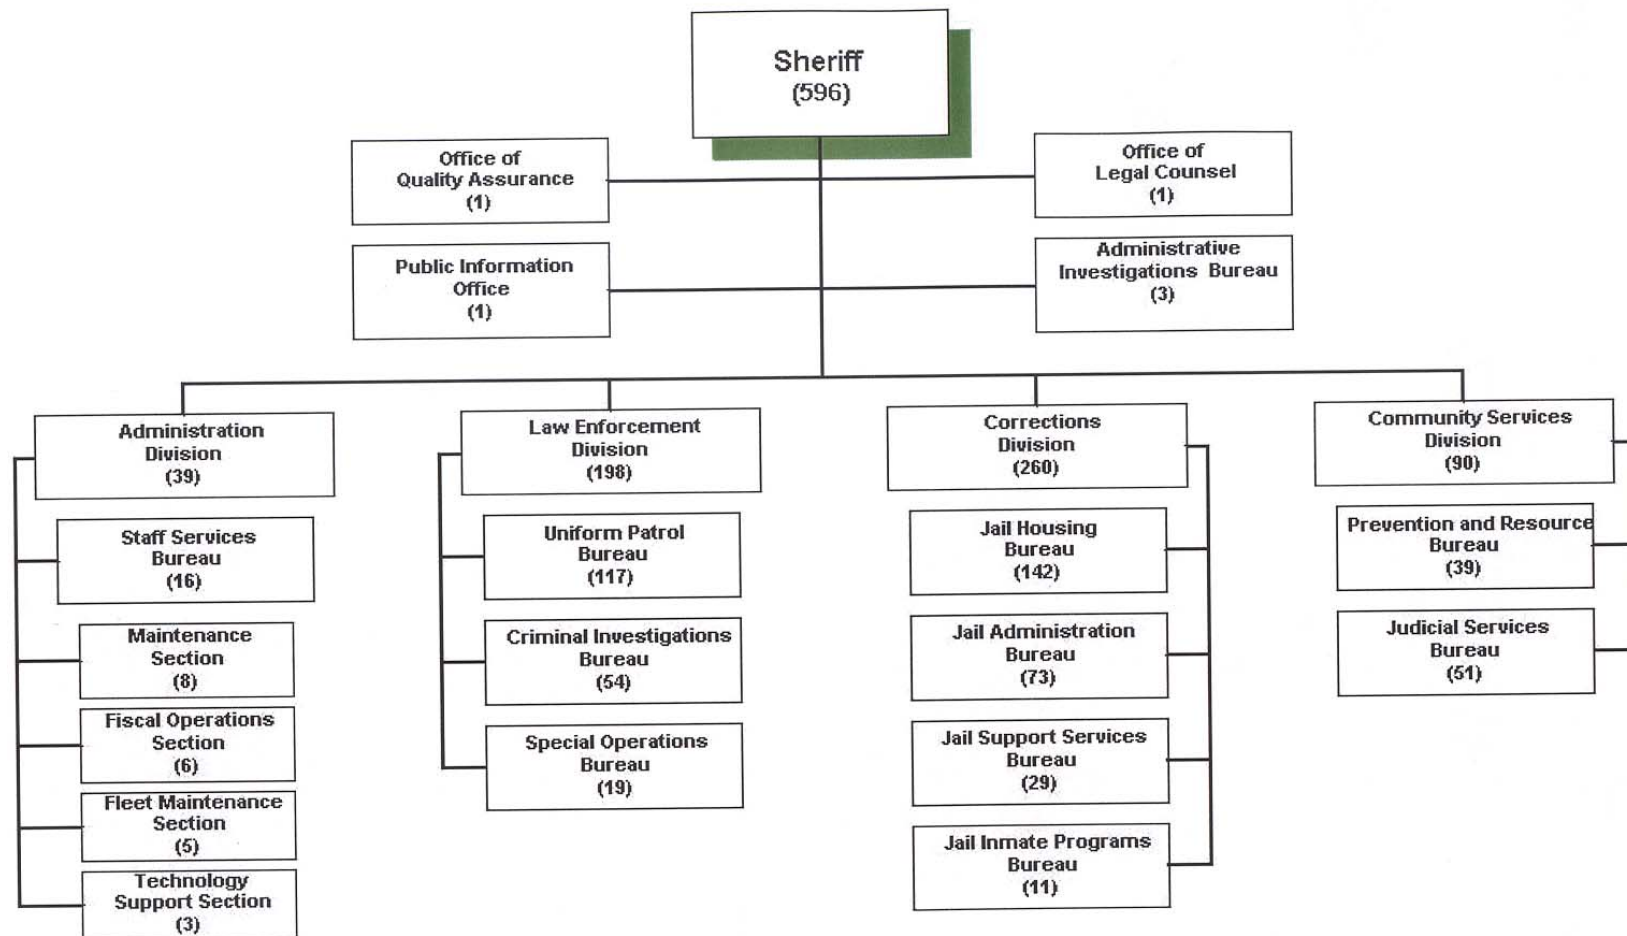 Sheriff
(596)
Office of
Quality Assurance
(1)
Office of
Legal Counsel
(1)
Public Information
Office
(1)
Administrative
Investigations Bureau
(3)
Administration
Division
(39)
Staff Services
Bureau
(16)
Maintenance
Section
(8)
Fiscal Operations
Section
(6)
Fleet Maintenance
Section
(5)
Technology
Support Section
(3)
Law Enforcement
Division
(198)
Uniform Patrol
Bureau
(117)
Criminal Investigations
Bureau
(54)
Special Operations
Bureau
(19)
Corrections
Division
(260)
Jail Housing
Bureau
(142)
Jail Administration
Bureau
(73)
Jail Support Services
Bureau
(29)
Jail Inmate Programs
Bureau
(11)
Community Services
Division
(90)
Prevention and Resource
Bureau
(39)
Judicial Services
Bureau
(51)